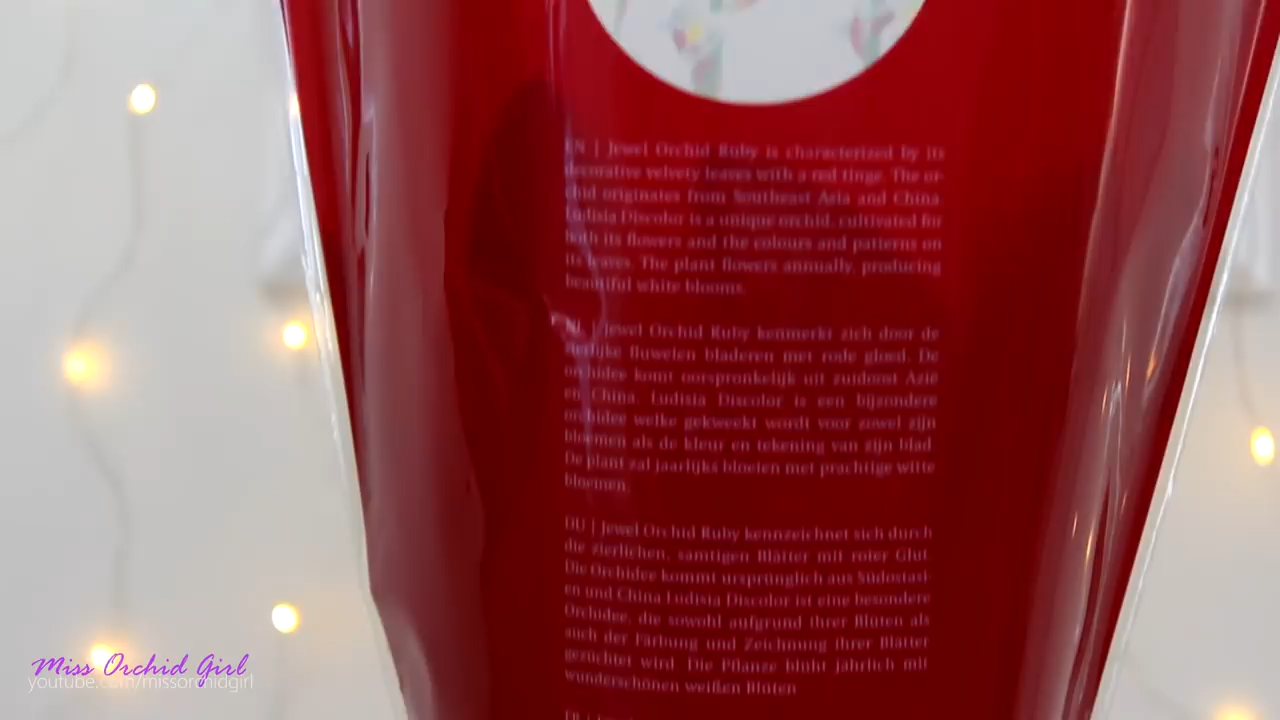 EN | Jewel Orchid Ruby is characterized by its
decorative velvety leaves with a red tinge. The or-
chid originates from Southeast Asia and China.
Ludisia Discolor is a unique orchid, cultivated for
both its flowers and the colours and patterns on
its leaves. The plant flowers annually, producing
beautiful white blooms.
NL | Jewel Orchid Ruby kenmerkt zich door de
sierlijke fluwelen bladeren met rode gloed. De
orchidee komt oorspronkelijk uit zuidoost Azië
en China. Ludisia Discolor is een bijzondere
orchidee welke gekweekt wordt voor zowel zijn
bloemen als de kleur en tekening van zijn blad.
De plant zal jaarlijks bloeien met prachtige witte
bloemen.
DU | Jewel Orchid Ruby kennzeichnet sich durch
die zierlichen, samtigen Blätter mit roter Glut
Die Orchidee kommt ursprünglich aus Südostasi-
en und China Ludisia Discolor ist eine besondere
Orchidee, die sowohl aufgrund ihrer Blüten als
auch der Färbung und Zeichnung ihrer Blätter
gezüchtet wird. Die Pflanze blüht jährlich mit
wunderschönen weißen Blüten
Miss Orchid Girl
youtube.com/missorchidgirl